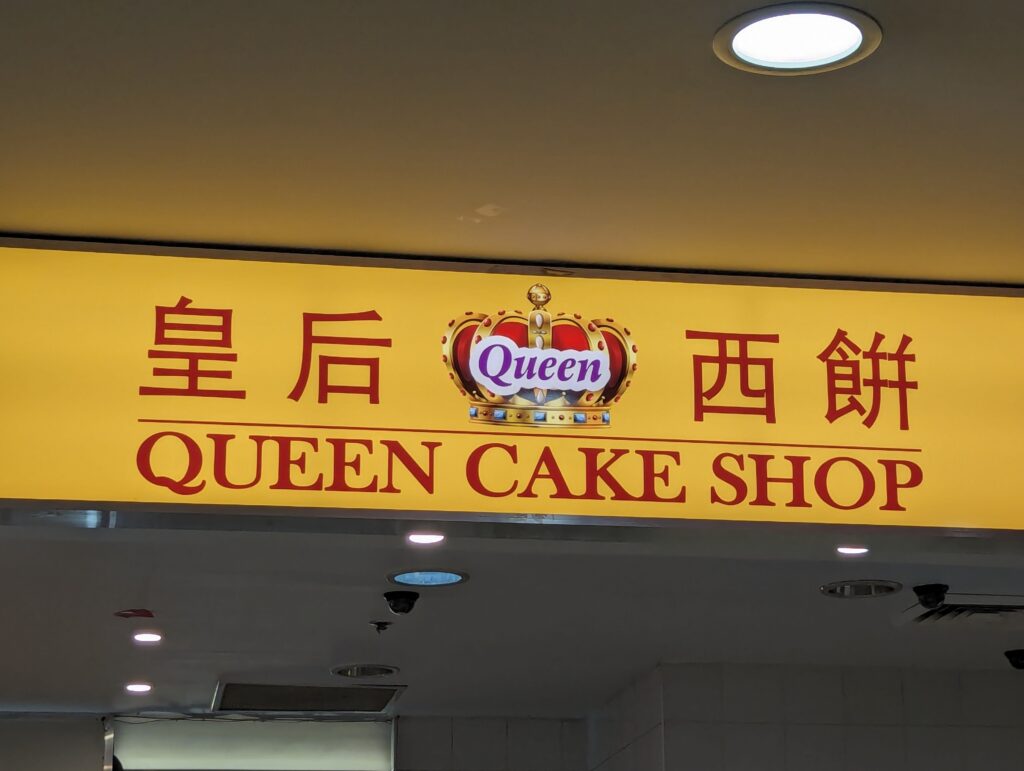 皇后 Queen 西餅
QUEEN CAKE SHOP